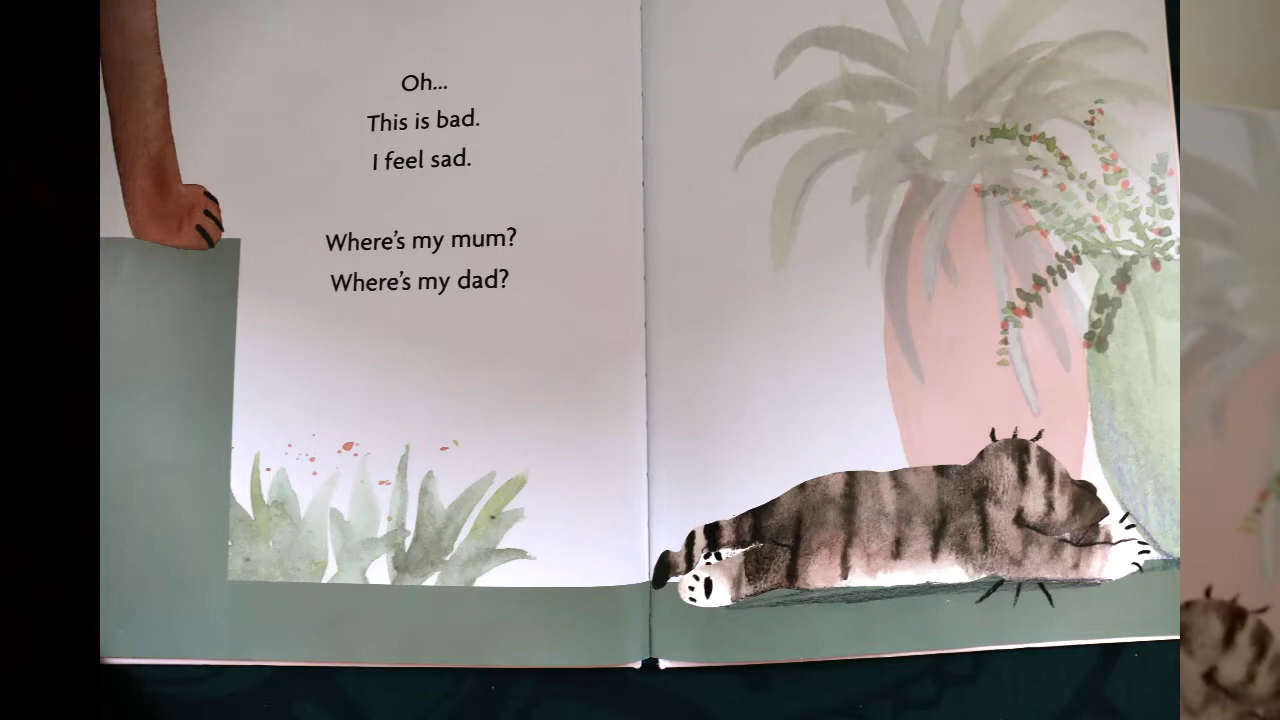 Oh...
This is bad.
I feel sad.
Where's my mum?
Where's my dad?